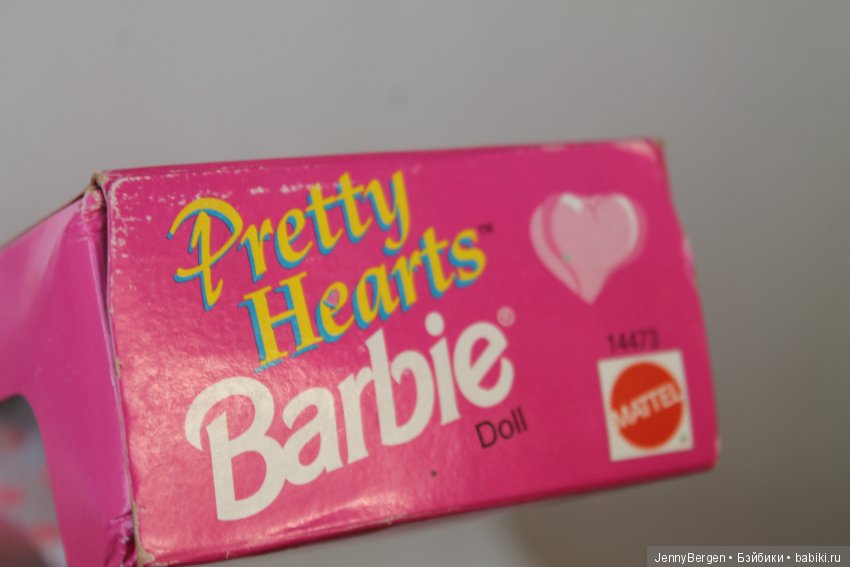 Pretty
Hearts™
Barbie®
Doll
14473
MATTEL
JennyBergen • Бэйбики • babiki.ru